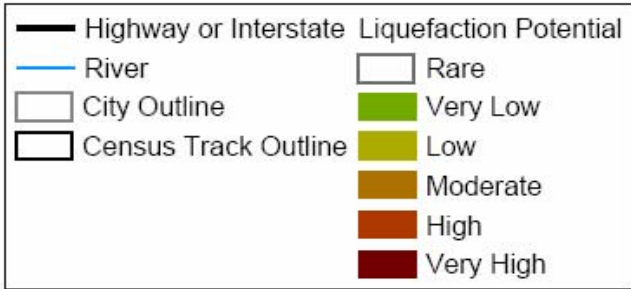 Highway or Interstate
River
City Outline
Census Track Outline
Liquefaction Potential
Rare
Very Low
Low
Moderate
High
Very High